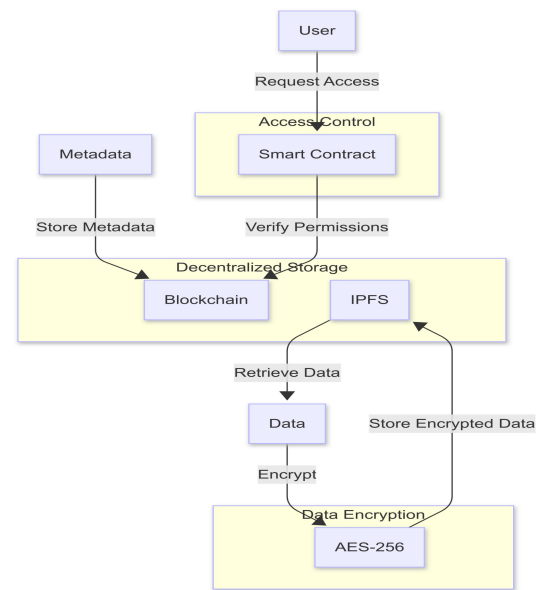 User
Request Access
Access Control
Metadata
Smart Contract
Store Metadata
Verify Permissions
Decentralized Storage
Blockchain
IPFS
Retrieve Data
Data
Store Encrypted Data
Encrypt
Data Encryption
AES-256